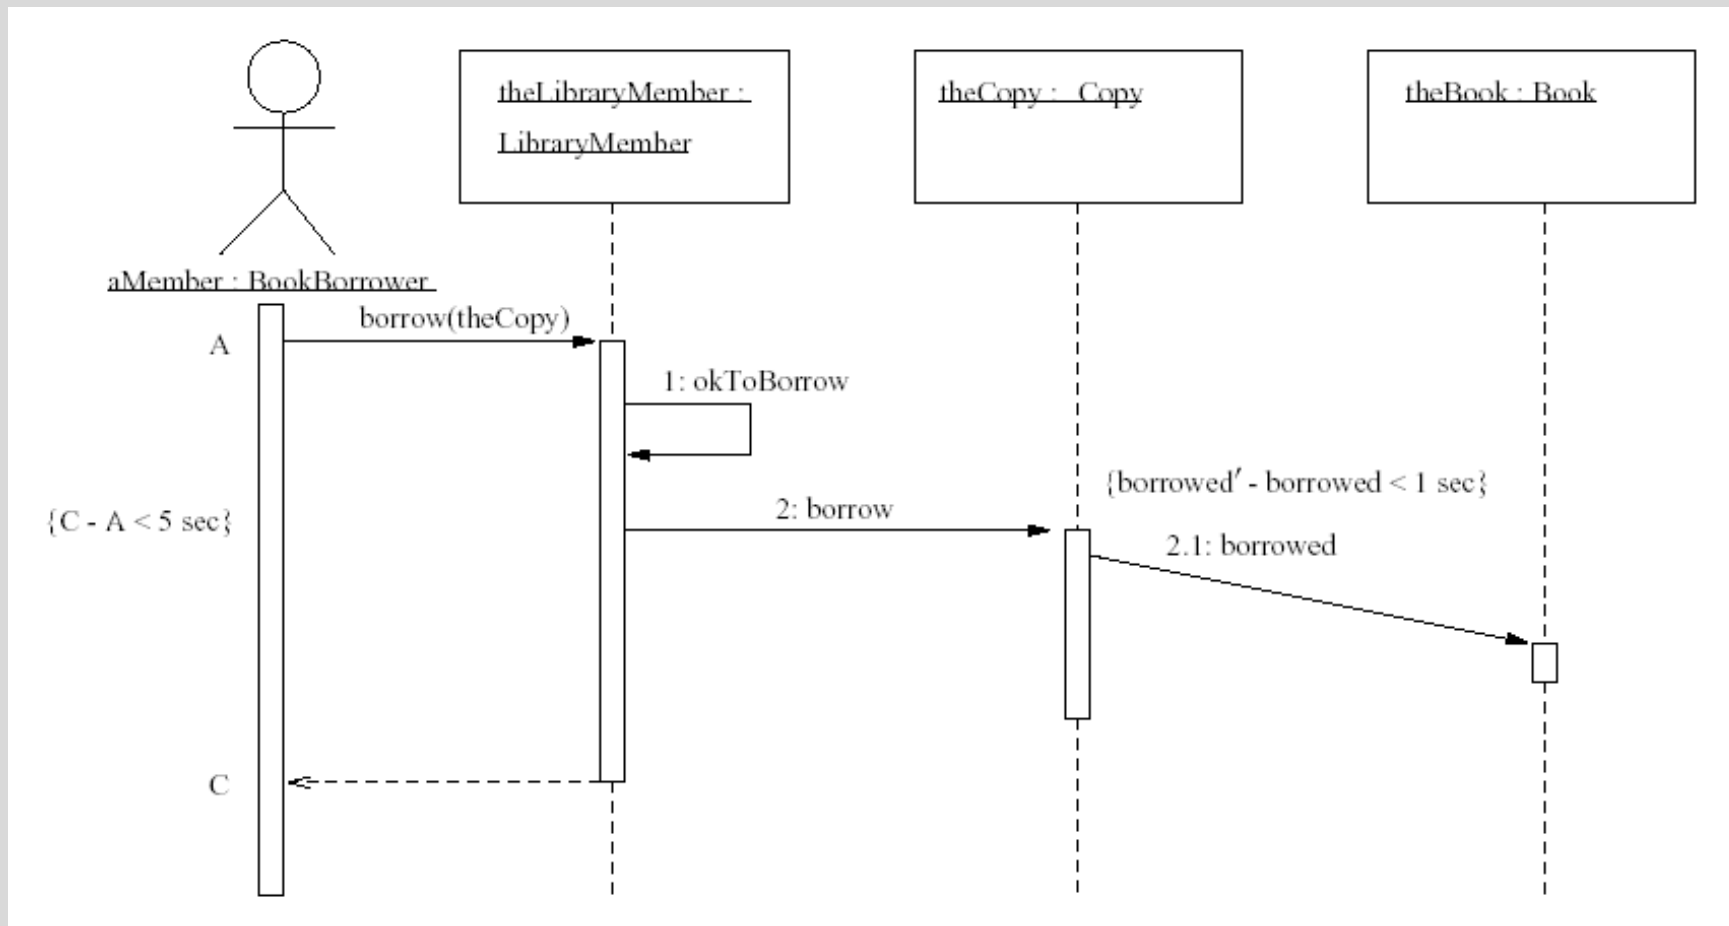 theLibraryMember :
LibraryMember
theCopy : Copy
theBook : Book
aMember : BookBorrower
borrow(theCopy)
A
1: okToBorrow
{borrowed′ - borrowed < 1 sec}
2: borrow
{C - A < 5 sec}
2.1: borrowed
C